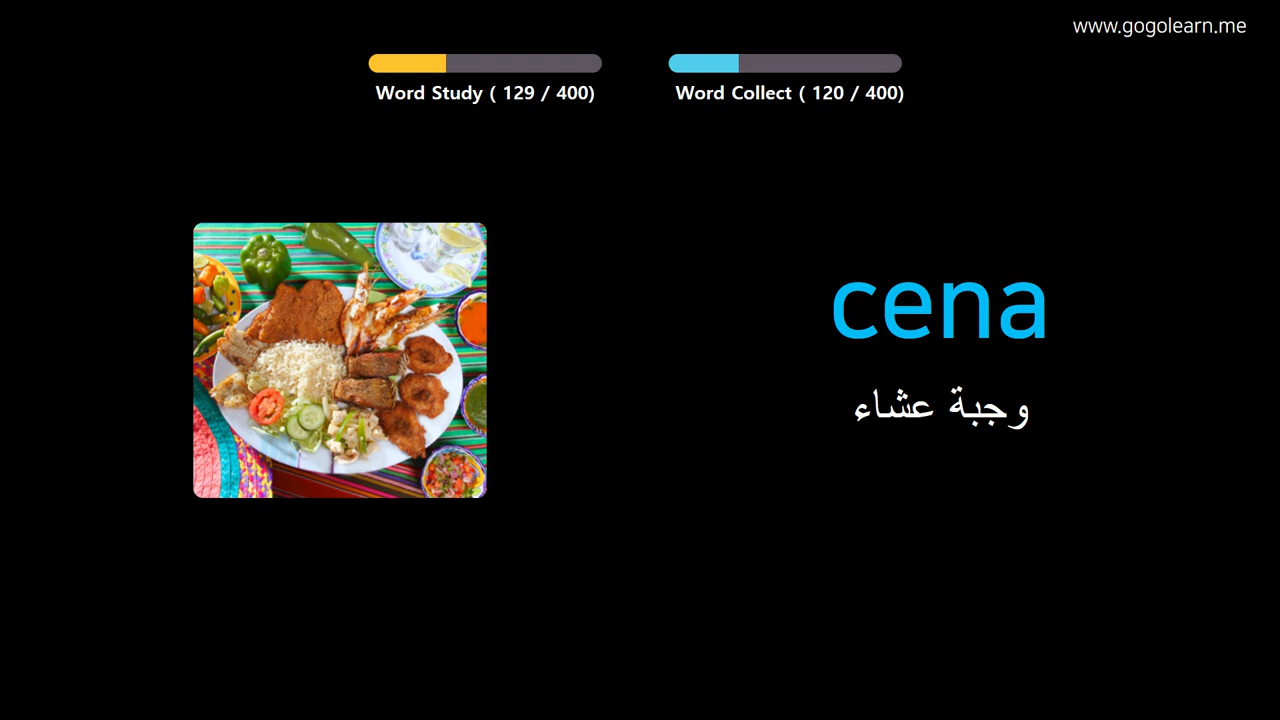 www.gogolearn.me
Word Study ( 129 / 400)
Word Collect ( 120 / 400)
cena
وجبة عشاء